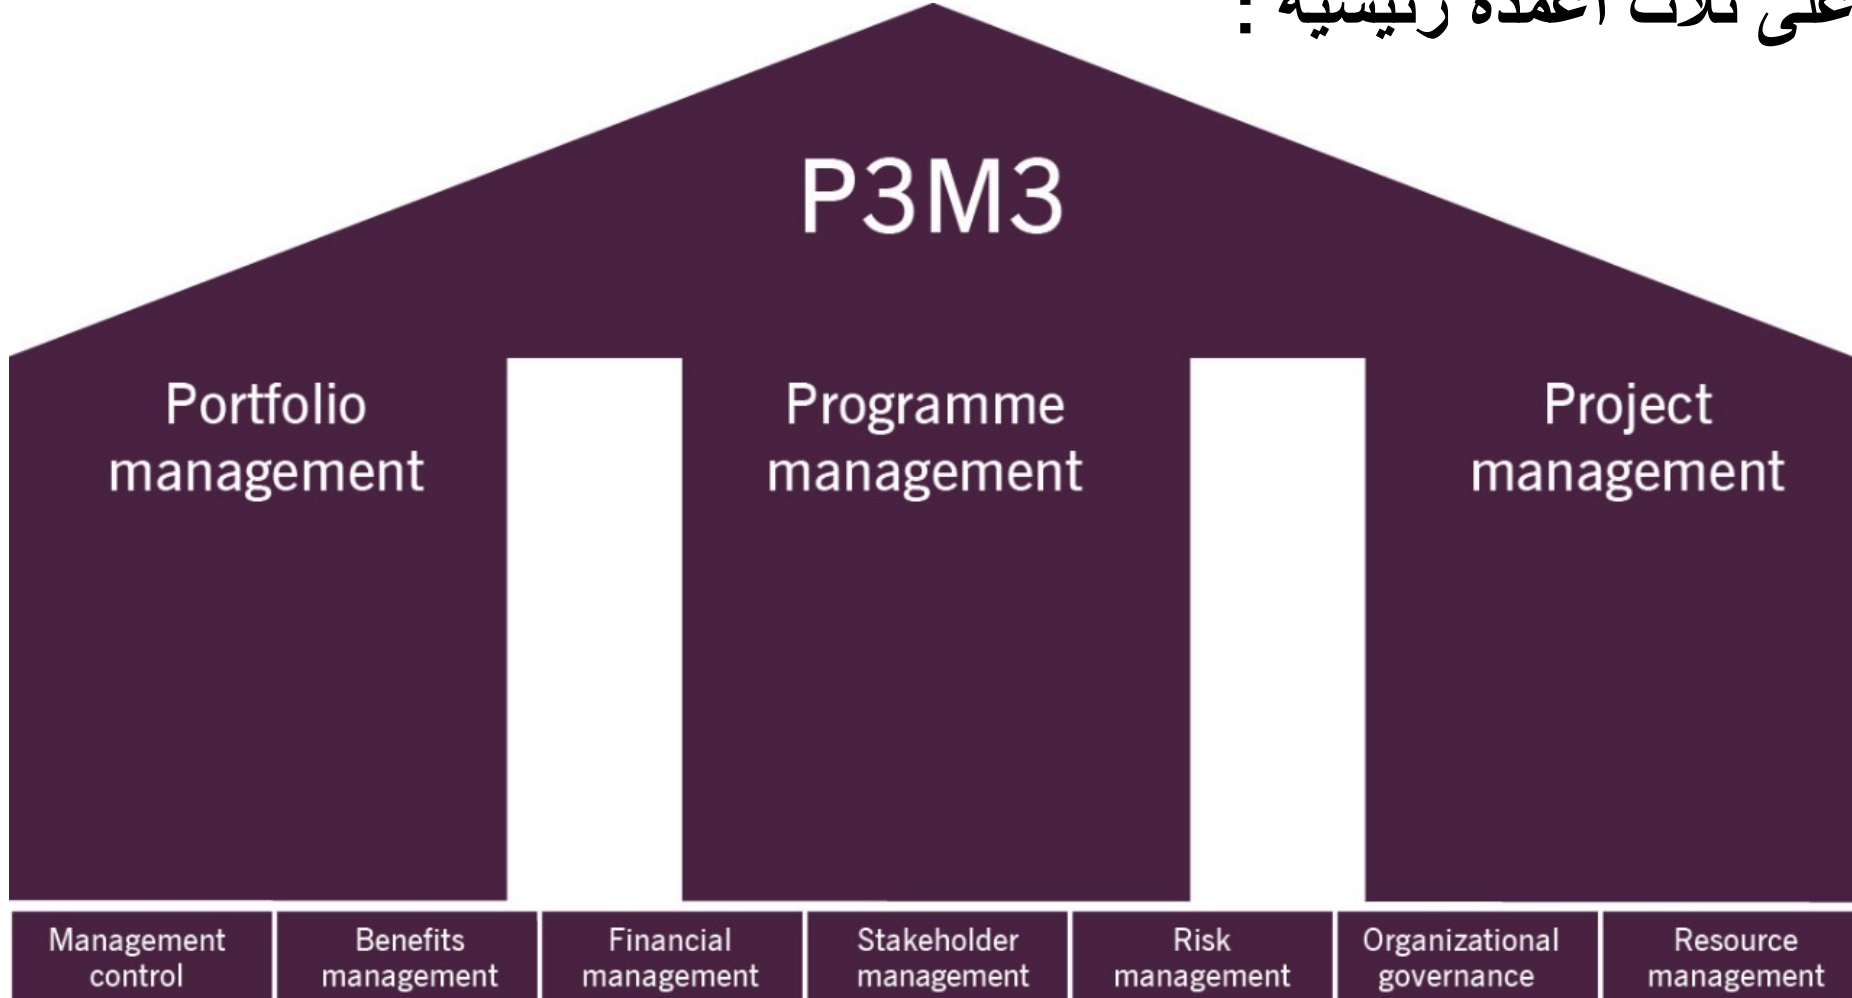 على ثلاث أعمدة رئيسية :
P3M3
Portfolio
management
Programme
management
Project
management
Management
control
Benefits
management
Financial
management
Stakeholder
management
Risk
management
Organizational
governance
Resource
management